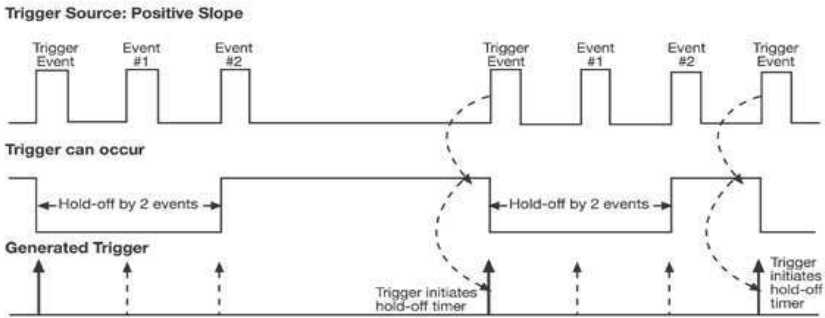 Trigger Source: Positive Slope
Trigger
Event
Event
#1
Event
#2
Trigger
Event
Event
#1
Event
#2
Trigger
Event
Trigger can occur
Hold-off by 2 events
Hold-off by 2 events
Generated Trigger
Trigger initiates
hold-off timer
Trigger
initiates
hold-off
timer